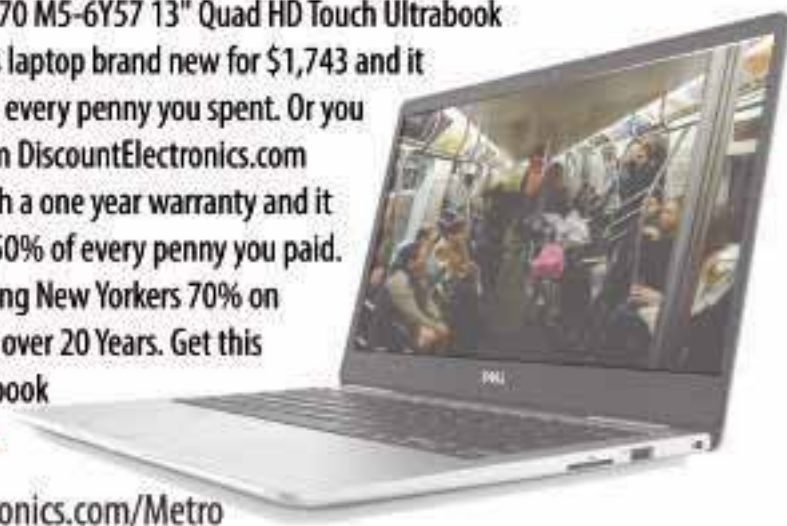 70 M5-6Y57 13" Quad HD Touch Ultrabook
laptop brand new for $1,743 and it
every penny you spent. Or you
DiscountElectronics.com
a one year warranty and it
50% of every penny you paid.
New Yorkers 70% on
over 20 Years. Get this
DELL
onics.com/Metro